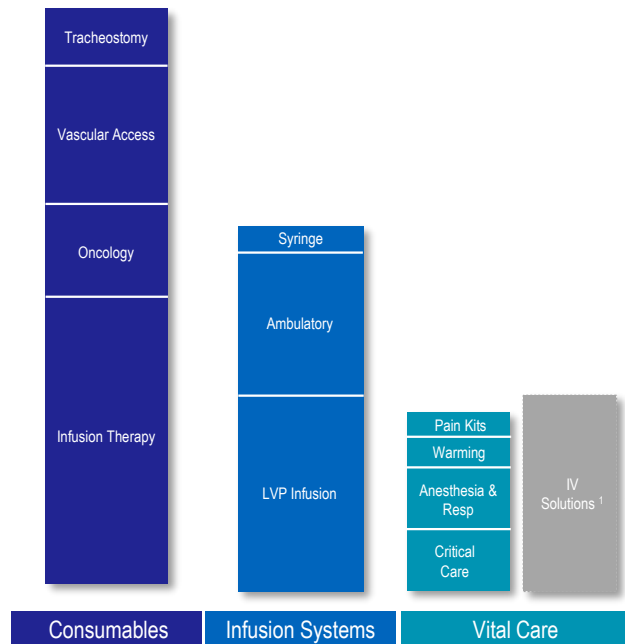 Tracheostomy
Vascular Access
Oncology
Infusion Therapy
Syringe
Ambulatory
LVP Infusion
Pain Kits
Warming
Anesthesia &
Resp
Critical
Care
IV
Solutions ¹
Consumables
Infusion Systems
Vital Care